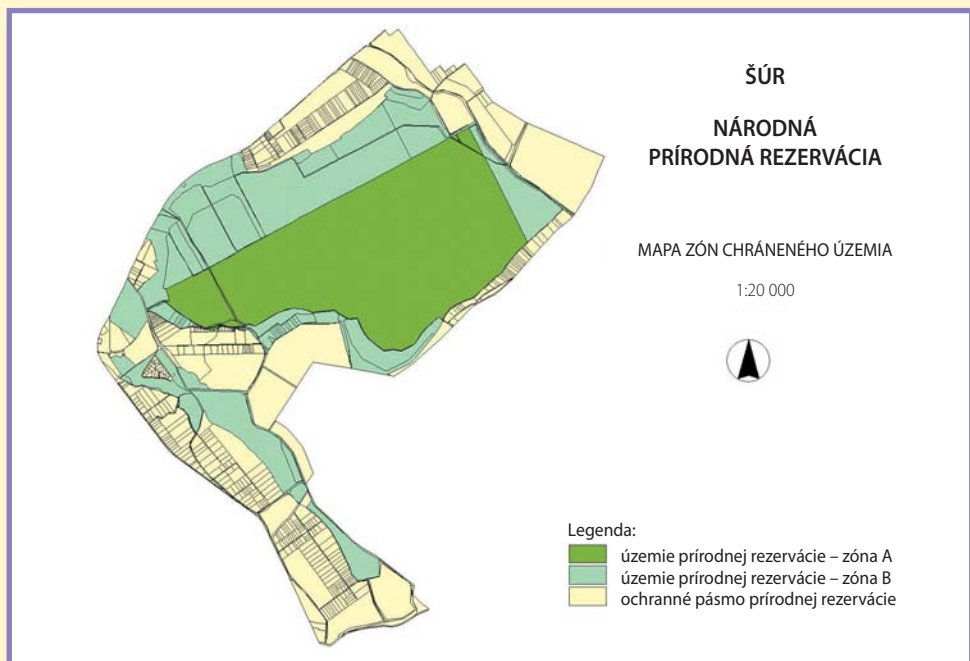 ŠÚR
NÁRODNÁ
PRÍRODNÁ REZERVÁCIA
MAPA ZÓN CHRÁNENÉHO ÚZEMIA
1:20 000
Legenda:
územie prírodnej rezervácie – zóna A
územie prírodnej rezervácie – zóna B
ochranné pásmo prírodnej rezervácie